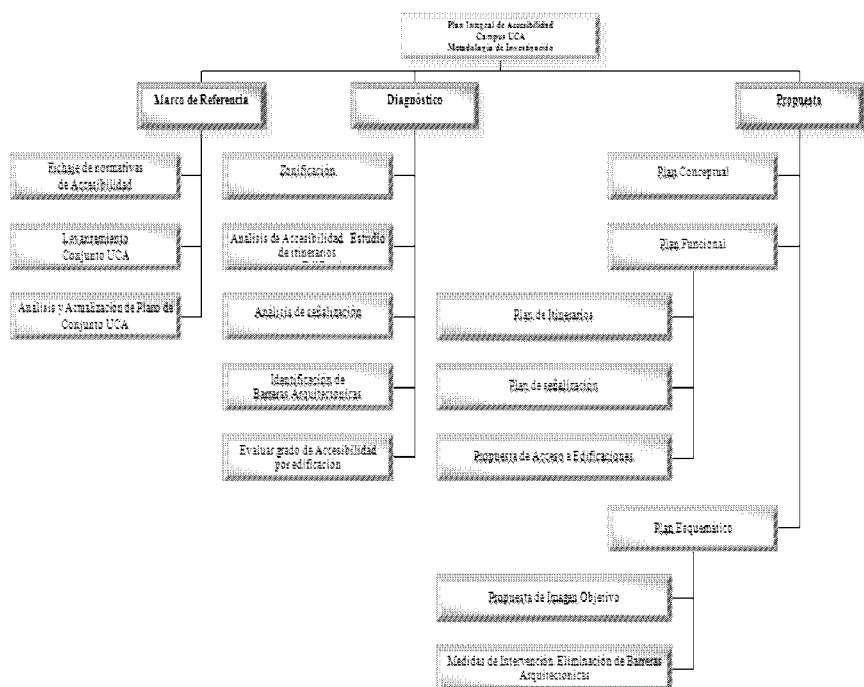 Plan Integral de Accesibilidad
Campus UCA
Metodología de Investigación
Marco de Referencia
Fichaje de normativas
de Accesibilidad
Levantamiento
Conjunto UCA
Análisis y Actualización de Plano de
Conjunto UCA
Diagnóstico
Zonificación
Análisis de Accesibilidad Estudio
de itinerarios
Análisis de señalización
Identificación de
Barreras Arquitectonicas
Evaluar grado de Accesibilidad
por edificacion
Propuesta
Plan Conceptual
Plan Funcional
Plan de Itinerarios
Plan de señalización
Propuesta de Acceso a Edificaciones
Plan Esquemático
Propuesta de Imagen Objetivo
Medidas de Intervención Eliminación de Barreras
Arquitectonicas